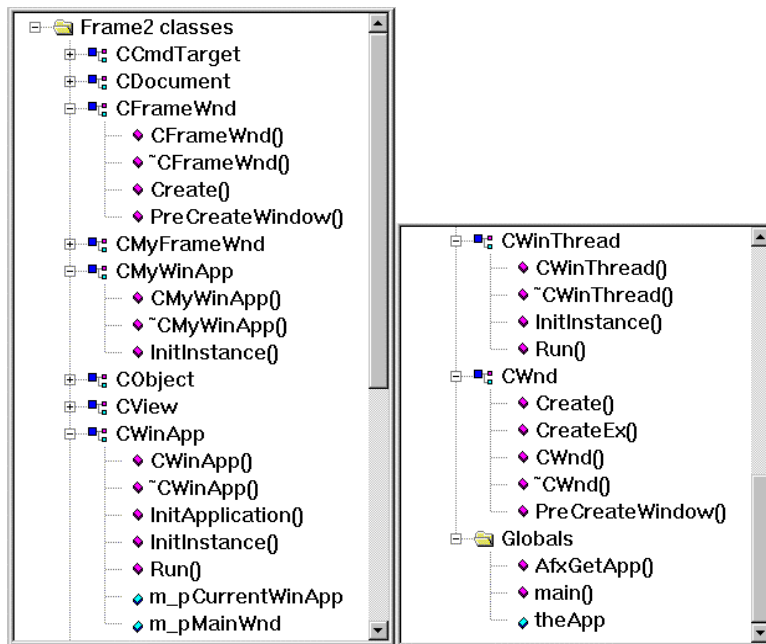 Frame2 classes
CCmdTarget
CDocument
CFrameWnd
CFrameWnd()
~CFrameWnd()
Create()
PreCreateWindow()
CMyFrameWnd
CMyWinApp
CMyWinApp()
~CMyWinApp()
InitInstance()
CObject
CView
CWinApp
CWinApp()
~CWinApp()
InitApplication()
InitInstance()
Run()
m_pCurrentWinApp
m_pMainWnd
CWinThread
CWinThread()
~CWinThread()
InitInstance()
Run()
CWnd
Create()
CreateEx()
CWnd()
~CWnd()
PreCreateWindow()
Globals
AfxGetApp()
main()
theApp